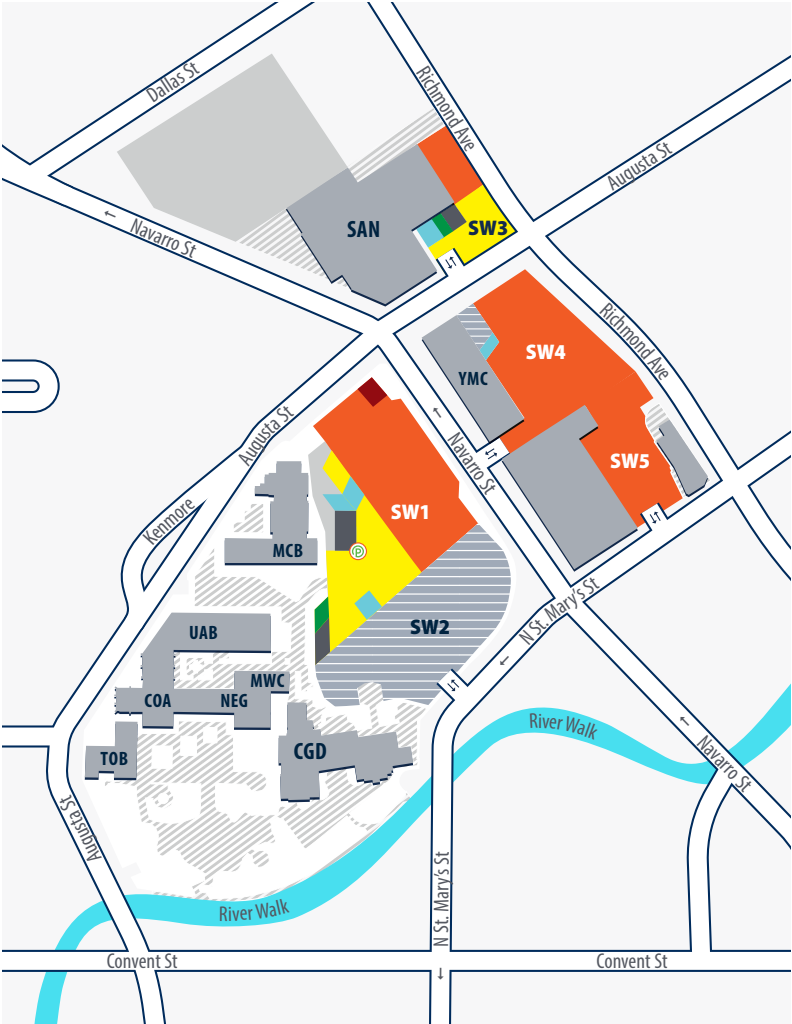 Dallas St
Richmond Ave
Augusta St
← Navarro St
SAN
SW3
SW4
Richmond Ave
YMC
Augusta St
← Navarro St
SW5
SW1
Kenmore
MCB
P
N St. Mary's St
←
UAB
SW2
MWC
COA
NEG
TOB
CGD
River Walk
← Navarro St
Augusta St
N St. Mary's St
River Walk
Convent St
Convent St
↓